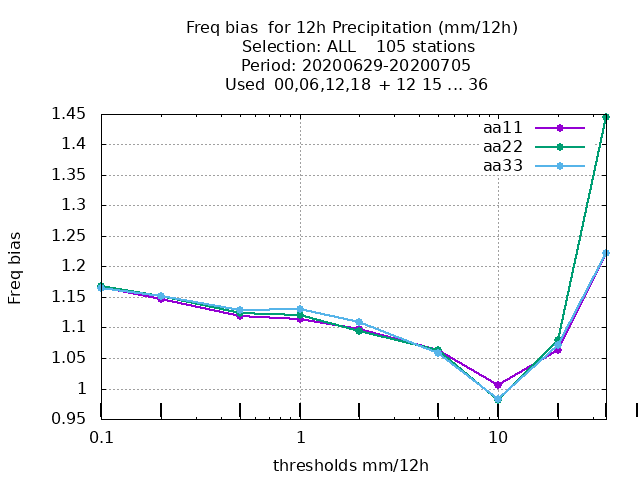 Freq bias  for 12h Precipitation (mm/12h)
Selection: ALL    105 stations
Period: 20200629-20200705
Used  00,06,12,18  + 12 15 ... 36
aa11
aa22
aa33
1.45
1.4
1.35
1.3
1.25
1.2
1.15
1.1
1.05
1
0.95
Freq bias
0.1
1
10
thresholds mm/12h